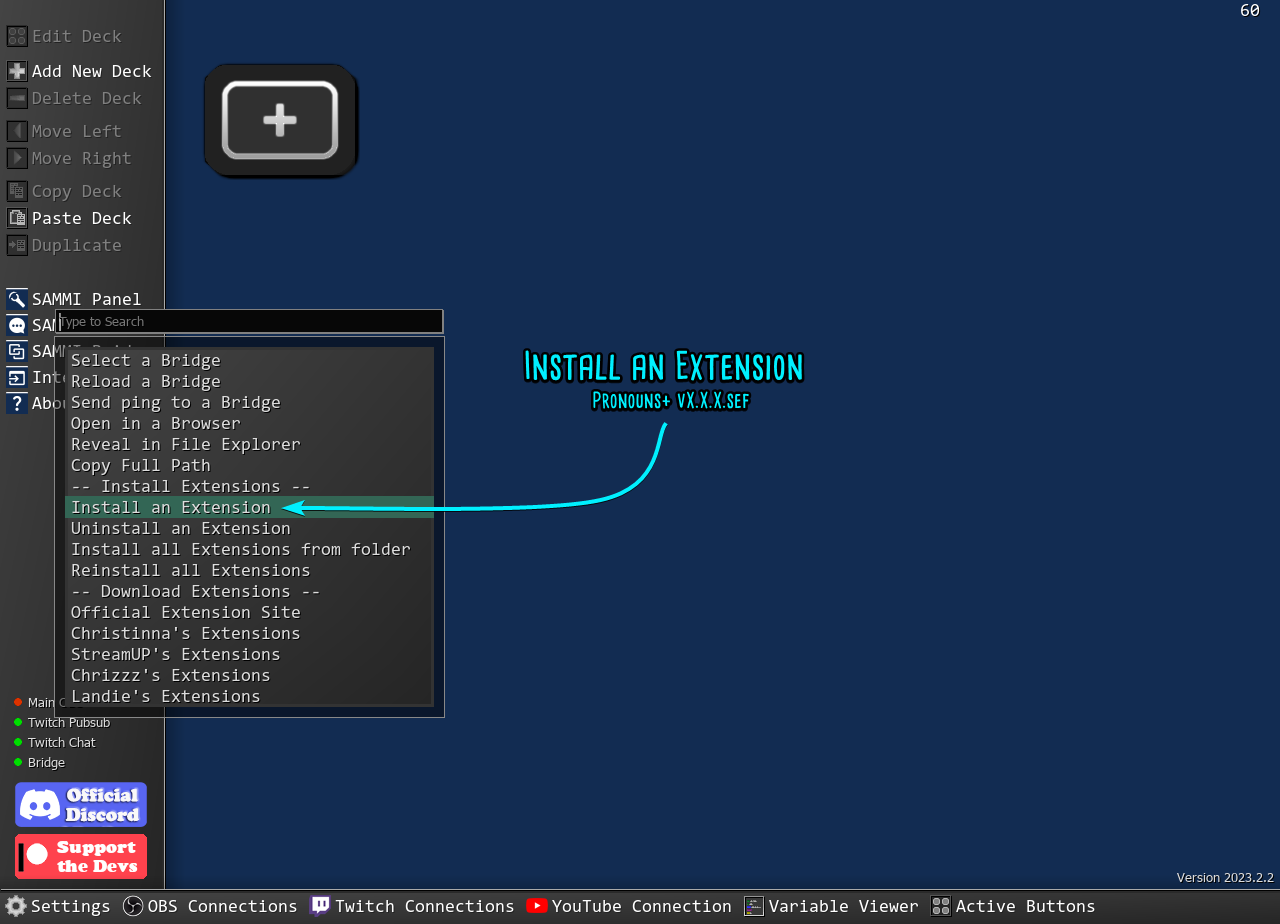 60
Edit Deck
Add New Deck
Delete Deck
Move Left
Move Right
Copy Deck
Paste Deck
Duplicate
SAMMI Panel
Type to Search
Select a Bridge
Reload a Bridge
Send ping to a Bridge
Open in a Browser
Reveal in File Explorer
Copy Full Path
-- Install Extensions --
Install an Extension
Uninstall an Extension
Install all Extensions from folder
Reinstall all Extensions
-- Download Extensions --
Official Extension Site
Christinna's Extensions
StreamUP's Extensions
Chrizzz's Extensions
Landie's Extensions
Install an Extension
Pronouns+ vX.X.X.sef
Main
Twitch Pubsub
Twitch Chat
Bridge
Official
Discord
Support
the Devs
Version 2023.2.2
Settings
OBS Connections
Twitch Connections
YouTube Connection
Variable Viewer
Active Buttons